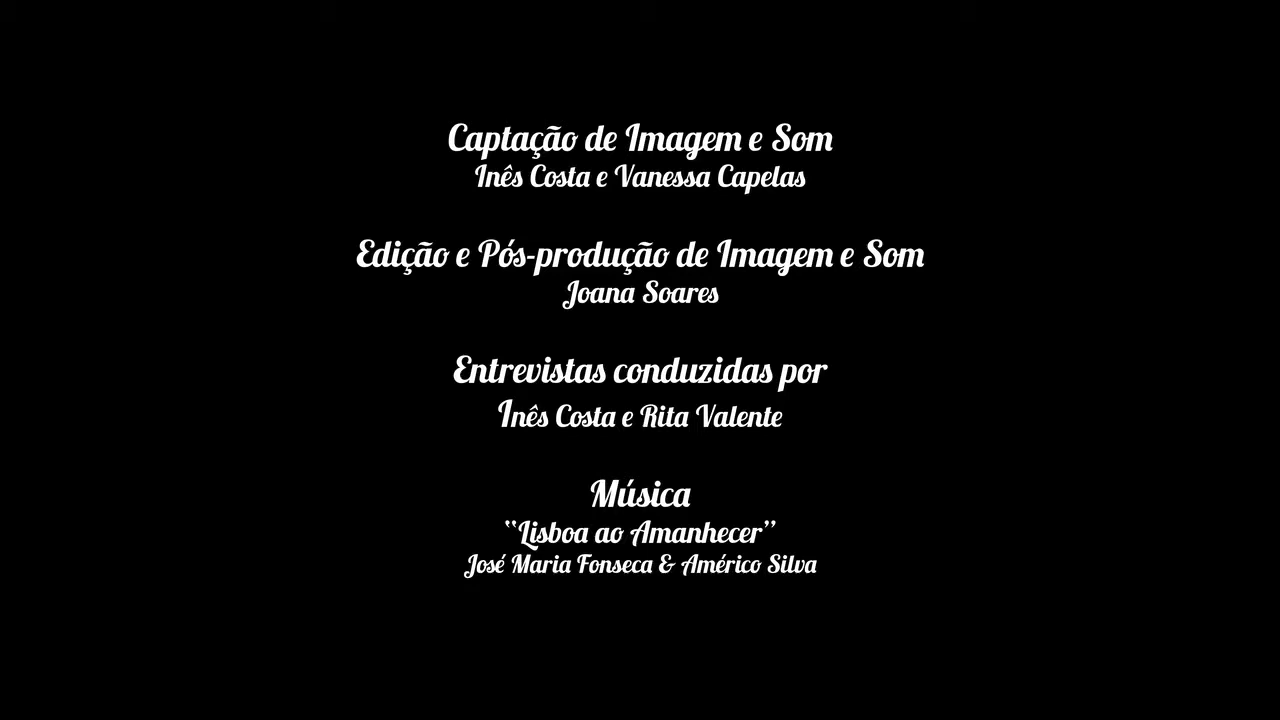 Captação de Imagem e Som
Inês Costa e Vanessa Capelas
Edição e Pós-produção de Imagem e Som
Joana Soares
Entrevistas conduzidas por
Inês Costa e Rita Valente
Música
“Lisboa ao Amanhecer”
José Maria Fonseca & Américo Silva